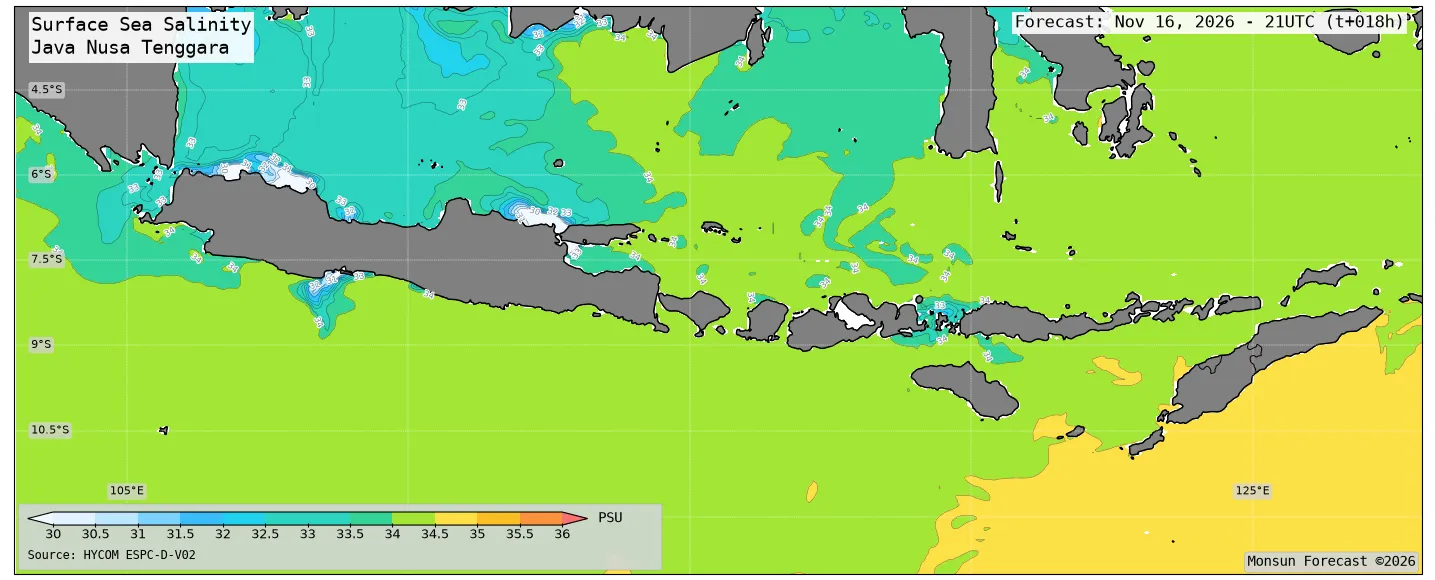 Surface Sea Salinity
Java Nusa Tenggara
Forecast: Nov 16, 2026 - 21UTC (t+018h)
4.5°S
6°S
7.5°S
9°S
10.5°S
105°E
125°E
30 30.5 31 31.5 32 32.5 33 33.5 34 34.5 35 35.5 36
PSU
Source: HYCOM ESPC-D-V02
Monsun Forecast ©2026